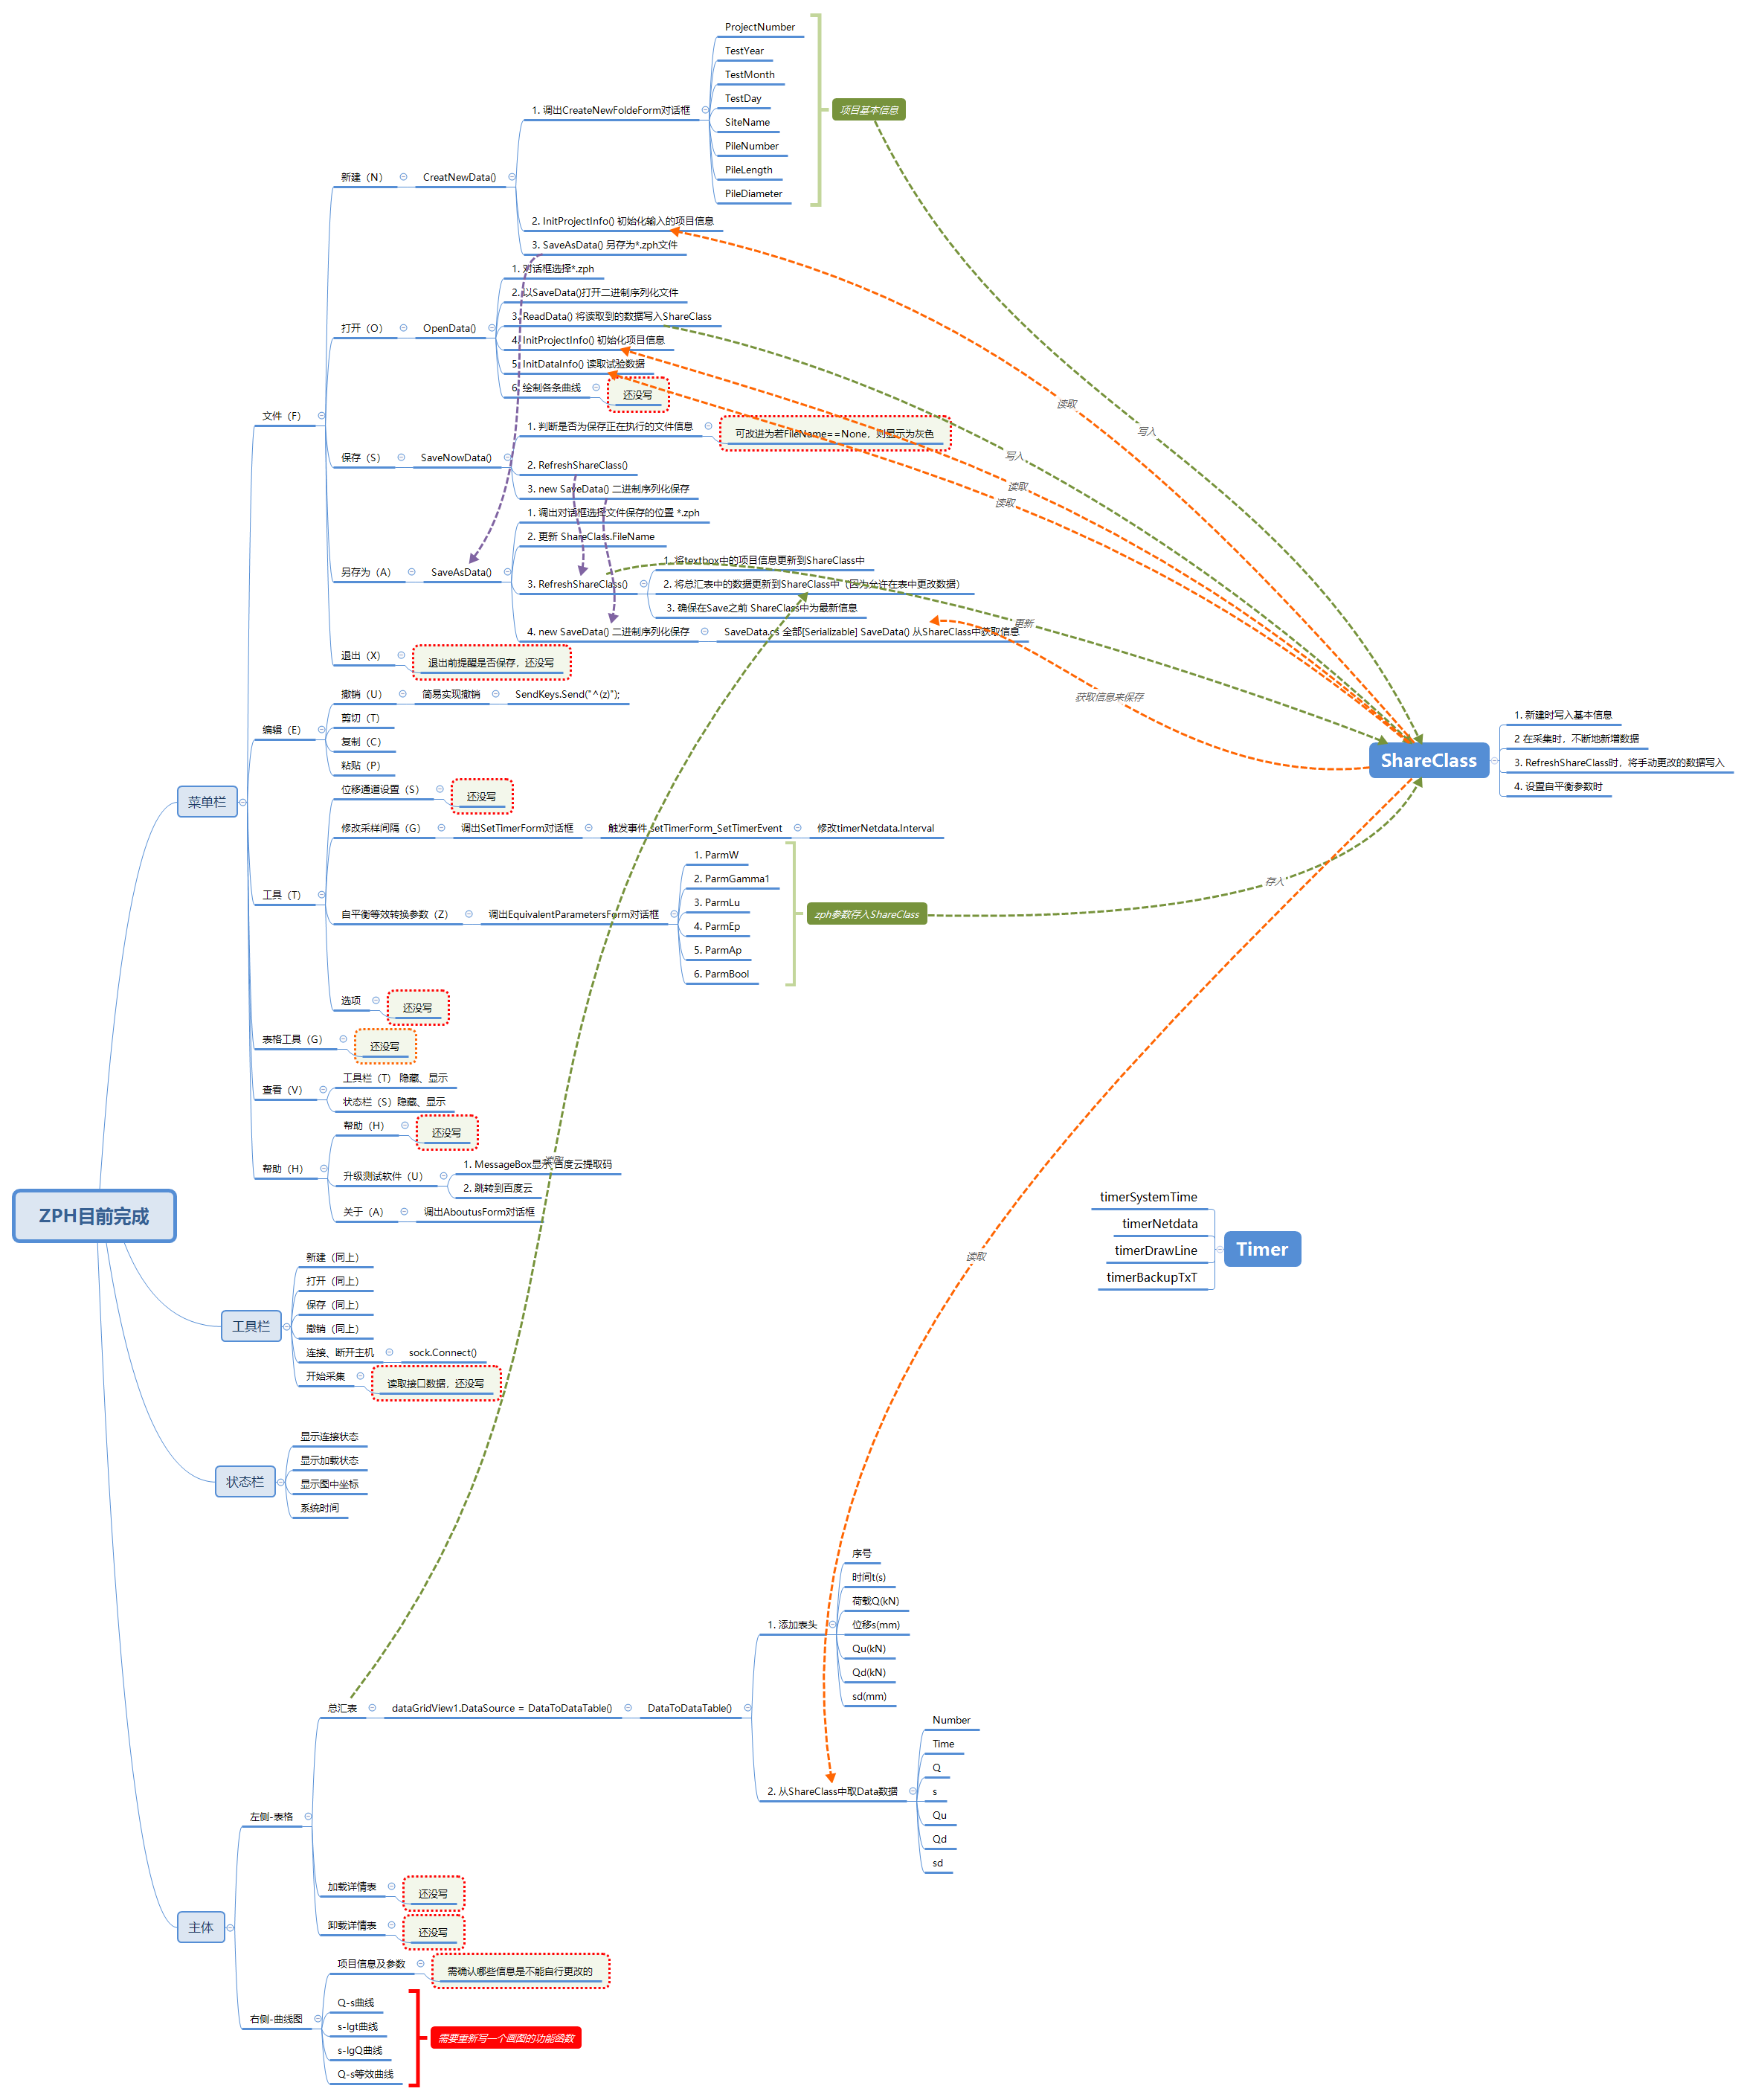 ZPH目前完成
菜单栏
文件（F）
新建（N）
CreatNewData()
1. 调出CreateNewFoldeForm对话框
ProjectNumber
TestYear
TestMonth
TestDay
SiteName
PileNumber
PileLength
PileDiameter
项目基本信息
2. InitProjectInfo() 初始化输入的项目信息
3. SaveAsData() 另存为*.zph文件
打开（O）
OpenData()
1. 对话框选择*.zph
2. 以SaveData()打开二进制序列化文件
3. ReadData() 将读取到的数据写入ShareClass
4. InitProjectInfo() 初始化项目信息
5. InitDataInfo() 读取试验数据
6. 绘制各条曲线
还没写
保存（S）
SaveNowData()
1. 判断是否为保存正在执行的文件信息
可改进为若FileName==None，则显示为灰色
2. RefreshShareClass()
3. new SaveData() 二进制序列化保存
另存为（A）
SaveAsData()
1. 调出对话框选择文件保存的位置 *.zph
2. 更新 ShareClass.FileName
3. RefreshShareClass()
1. 将textbox中的项目信息更新到ShareClass中
2. 将总汇表中的数据更新到ShareClass中（因为允许在表中更改数据）
3. 确保在Save之前 ShareClass中为最新信息
4. new SaveData() 二进制序列化保存
SaveData.cs 全部[Serializable] SaveData() 从ShareClass中获取信息
退出（X）
退出前提醒是否保存，还没写
编辑（E）
撤销（U）
简易实现撤销
SendKeys.Send("^(z)");
剪切（T）
复制（C）
粘贴（P）
工具（T）
位移通道设置（S）
还没写
修改采样间隔（G）
调出SetTimerForm对话框
触发事件 setTimerForm_SetTimerEvent
修改timerNetdata.Interval
自平衡等效转换参数（Z）
调出EquivalentParametersForm对话框
1. ParmW
2. ParmGamma1
3. ParmLu
4. ParmEp
5. ParmAp
6. ParmBool
zph参数存入ShareClass
选项
还没写
表格工具（G）
还没写
查看（V）
工具栏（T） 隐藏、显示
状态栏（S）隐藏、显示
帮助（H）
帮助（H）
还没写
升级测试软件（U）
1. MessageBox显示 百度云提取码
2. 跳转到百度云
关于（A）
调出AboutusForm对话框
工具栏
新建（同上）
打开（同上）
保存（同上）
撤销（同上）
连接、断开主机
sock.Connect()
开始采集
读取接口数据，还没写
状态栏
显示连接状态
显示加载状态
显示图中坐标
系统时间
主体
左侧-表格
总汇表
dataGridView1.DataSource = DataToDataTable()
DataToDataTable()
1. 添加表头
序号
时间t(s)
荷载Q(kN)
位移s(mm)
Qu(kN)
Qd(kN)
sd(mm)
2. 从ShareClass中取Data数据
Number
Time
Q
s
Qu
Qd
sd
加载详情表
还没写
卸载详情表
还没写
右侧-曲线图
项目信息及参数
需确认哪些信息是不能自行更改的
Q-s曲线
s-lgt曲线
s-lgQ曲线
Q-s等效曲线
需要重新写一个画图的功能函数
读取
写入
写入
读取
读取
更新
获取信息来保存
存入
读取
读取
ShareClass
1. 新建时写入基本信息
2 在采集时，不断地新增数据
3. RefreshShareClass时，将手动更改的数据写入
4. 设置自平衡参数时
Timer
timerSystemTime
timerNetdata
timerDrawLine
timerBackupTxT